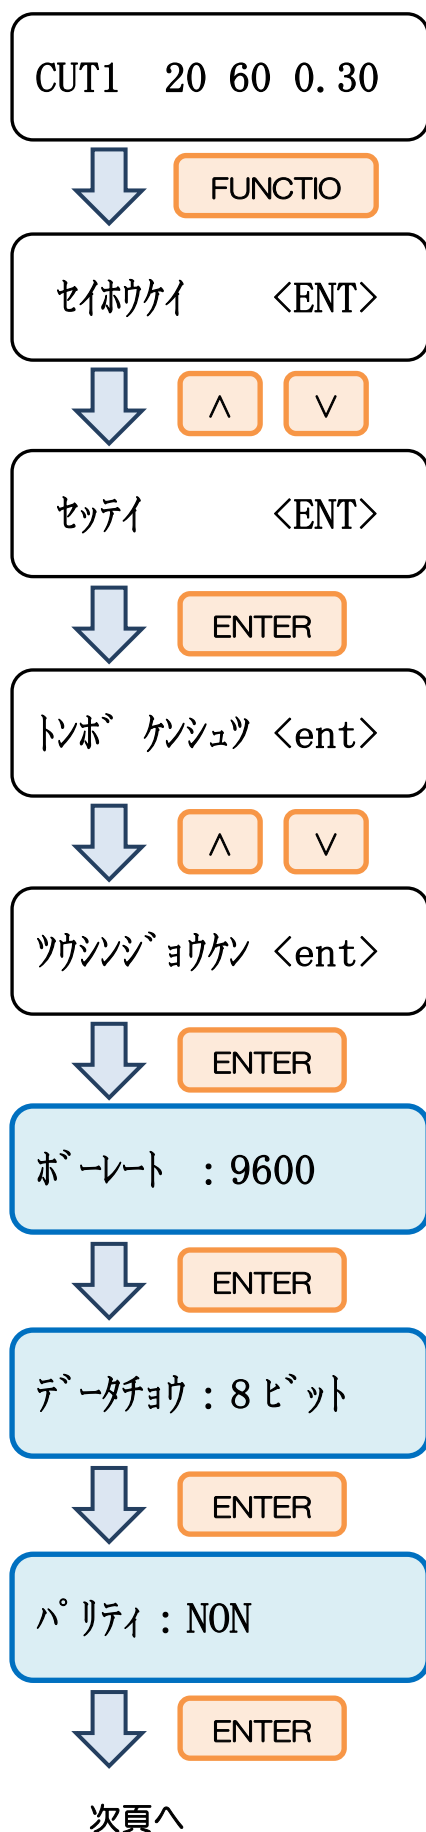 CUT1 20 60 0.30
FUNCTIO
ｾｲﾎｳｹｲ <ENT>
∧ ∨
ｾｯﾃｲ <ENT>
ENTER
ﾄﾝﾎﾞ ｹﾝｼｭﾂ <ent>
∧ ∨
ﾂｳｼﾝｼﾞｮｳｹﾝ <ent>
ENTER
ﾎﾞｰﾚｰﾄ :9600
ENTER
ﾃﾞｰﾀﾁｮｳ:8ﾋﾞｯﾄ
ENTER
ﾊﾟﾘﾃｨ:NON
ENTER
次頁へ